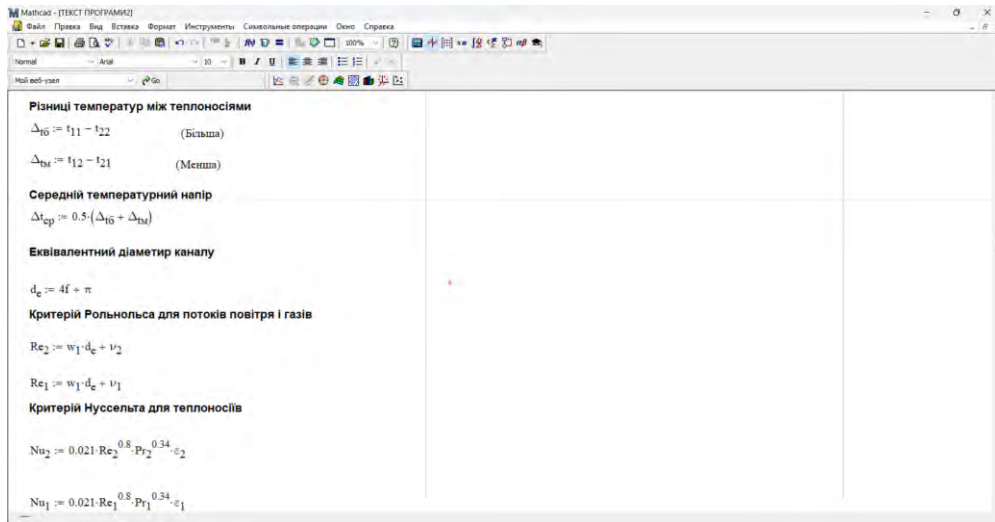 Mathcad - [ТЕКСТ ПРОГРАМИ2]
Файл Правка Вид Вставка Формат Инструменты Символьные операции Окно Справка
100%
Normal Arial 10 B I U
Мой веб-узел Go
Різниці температур між теплоносіями
Δtб := t11 − t22 (Більша)
Δtм := t12 − t21 (Менша)
Середній температурний напір
Δtср := 0.5·(Δtб + Δtм)
Еквівалентний діаметир каналу
de := 4f + π
Критерій Рольнольса для потоків повітря і газів
Re2 := w1·de + ν2
Re1 := w1·de + ν1
Критерій Нуссельта для теплоносіїв
Nu2 := 0.021·Re2^0.8·Pr2^0.34·ε2
Nu1 := 0.021·Re1^0.8·Pr1^0.34·ε1